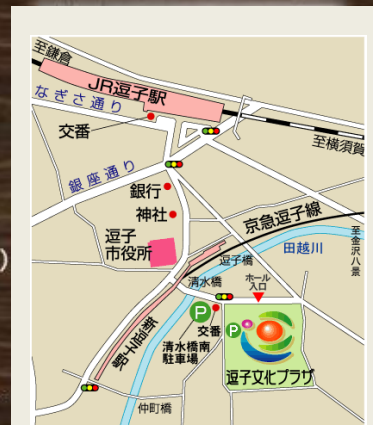 至鎌倉
JR逗子駅
なぎさ通り
交番
至横須賀
銀座通り
銀行
神社
京急逗子線
逗子
市役所
田越川
至金沢八景
逗子橋
清水橋
ホール
入口
P
交番
P
新逗子駅
清水橋南
駐車場
逗子文化プラザ
仲町橋
)